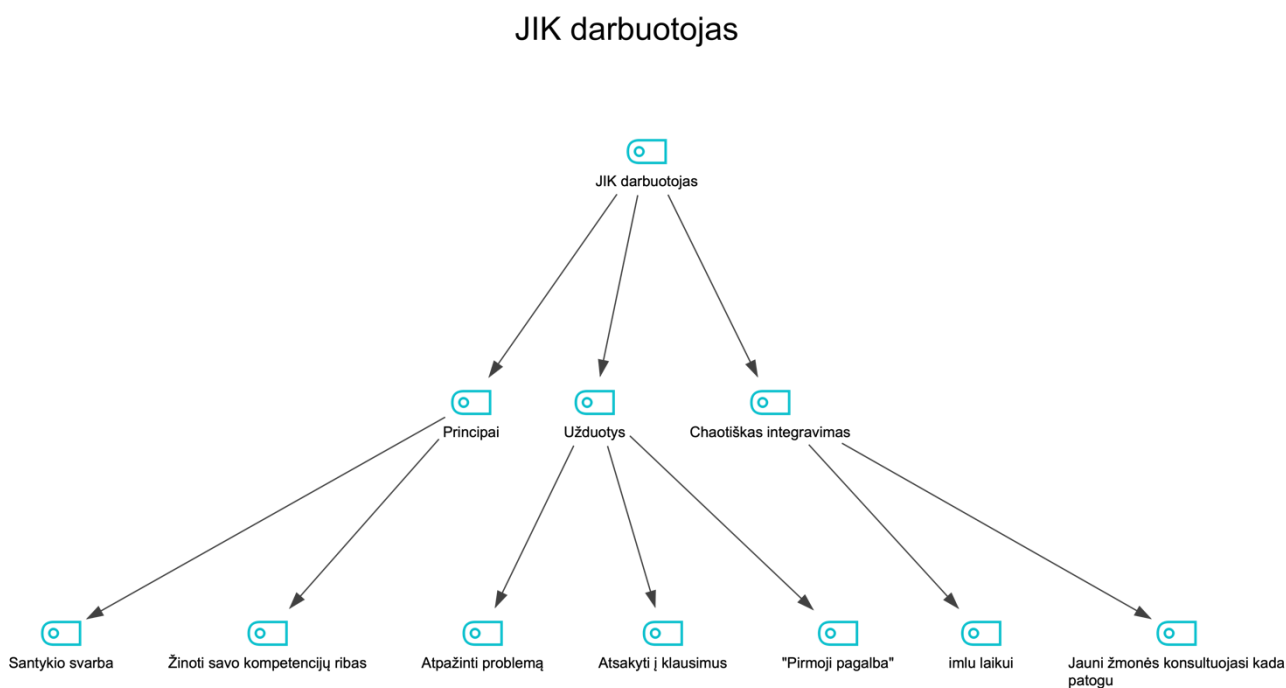 JIK darbuotojas
JIK darbuotojas
Principai
Užduotys
Chaotiškas integravimas
Santykio svarba
Žinoti savo kompetencijų ribas
Atpažinti problemą
Atsakyti į klausimus
"Pirmoji pagalba"
imlu laikui
Jauni žmonės konsultuojasi kada
patogu